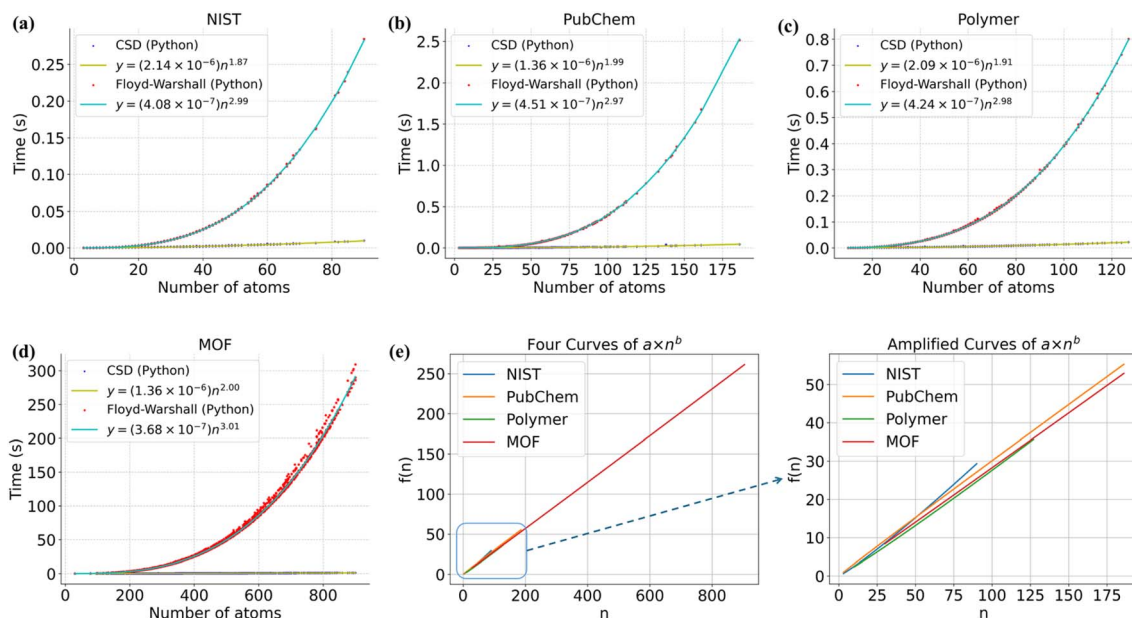 (a)
NIST
CSD (Python)
y = (2.14 × 10⁻⁶)n^1.87
Floyd-Warshall (Python)
y = (4.08 × 10⁻⁷)n^2.99
Time (s)
0.25
0.20
0.15
0.10
0.05
0.00
0 20 40 60 80
Number of atoms
(b)
PubChem
CSD (Python)
y = (1.36 × 10⁻⁶)n^1.99
Floyd-Warshall (Python)
y = (4.51 × 10⁻⁷)n^2.97
Time (s)
2.5
2.0
1.5
1.0
0.5
0.0
0 25 50 75 100 125 150 175
Number of atoms
(c)
Polymer
CSD (Python)
y = (2.09 × 10⁻⁶)n^1.91
Floyd-Warshall (Python)
y = (4.24 × 10⁻⁷)n^2.98
Time (s)
0.8
0.7
0.6
0.5
0.4
0.3
0.2
0.1
0.0
20 40 60 80 100 120
Number of atoms
(d)
MOF
CSD (Python)
y = (1.36 × 10⁻⁶)n^2.00
Floyd-Warshall (Python)
y = (3.68 × 10⁻⁷)n^3.01
Time (s)
300
250
200
150
100
50
0
200 400 600 800
Number of atoms
(e)
Four Curves of a×n^b
NIST
PubChem
Polymer
MOF
f(n)
250
200
150
100
50
0
0 200 400 600 800
n
Amplified Curves of a×n^b
NIST
PubChem
Polymer
MOF
f(n)
50
40
30
20
10
0
0 25 50 75 100 125 150 175
n